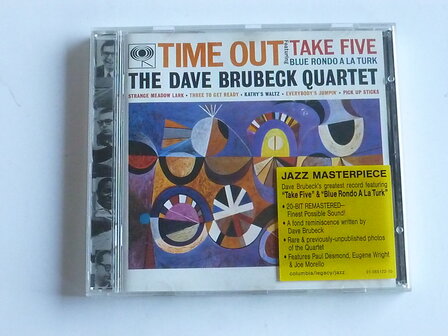 TIME OUT Featuring TAKE FIVE
BLUE RONDO A LA TURK
THE DAVE BRUBECK QUARTET
STRANGE MEADOW LARK • THREE TO GET READY • KATHY'S WALTZ • EVERYBODY'S JUMPIN' • PICK UP STICKS
JAZZ MASTERPIECE
Dave Brubeck's greatest record featuring
"Take Five" & "Blue Rondo A La Turk"
• 20-BIT REMASTERED—
Finest Possible Sound!
• A fond reminiscence written by
Dave Brubeck
• Rare & previously-unpublished photos
of the Quartet
• Features Paul Desmond, Eugene Wright
& Joe Morello
columbia/legacy/jazz